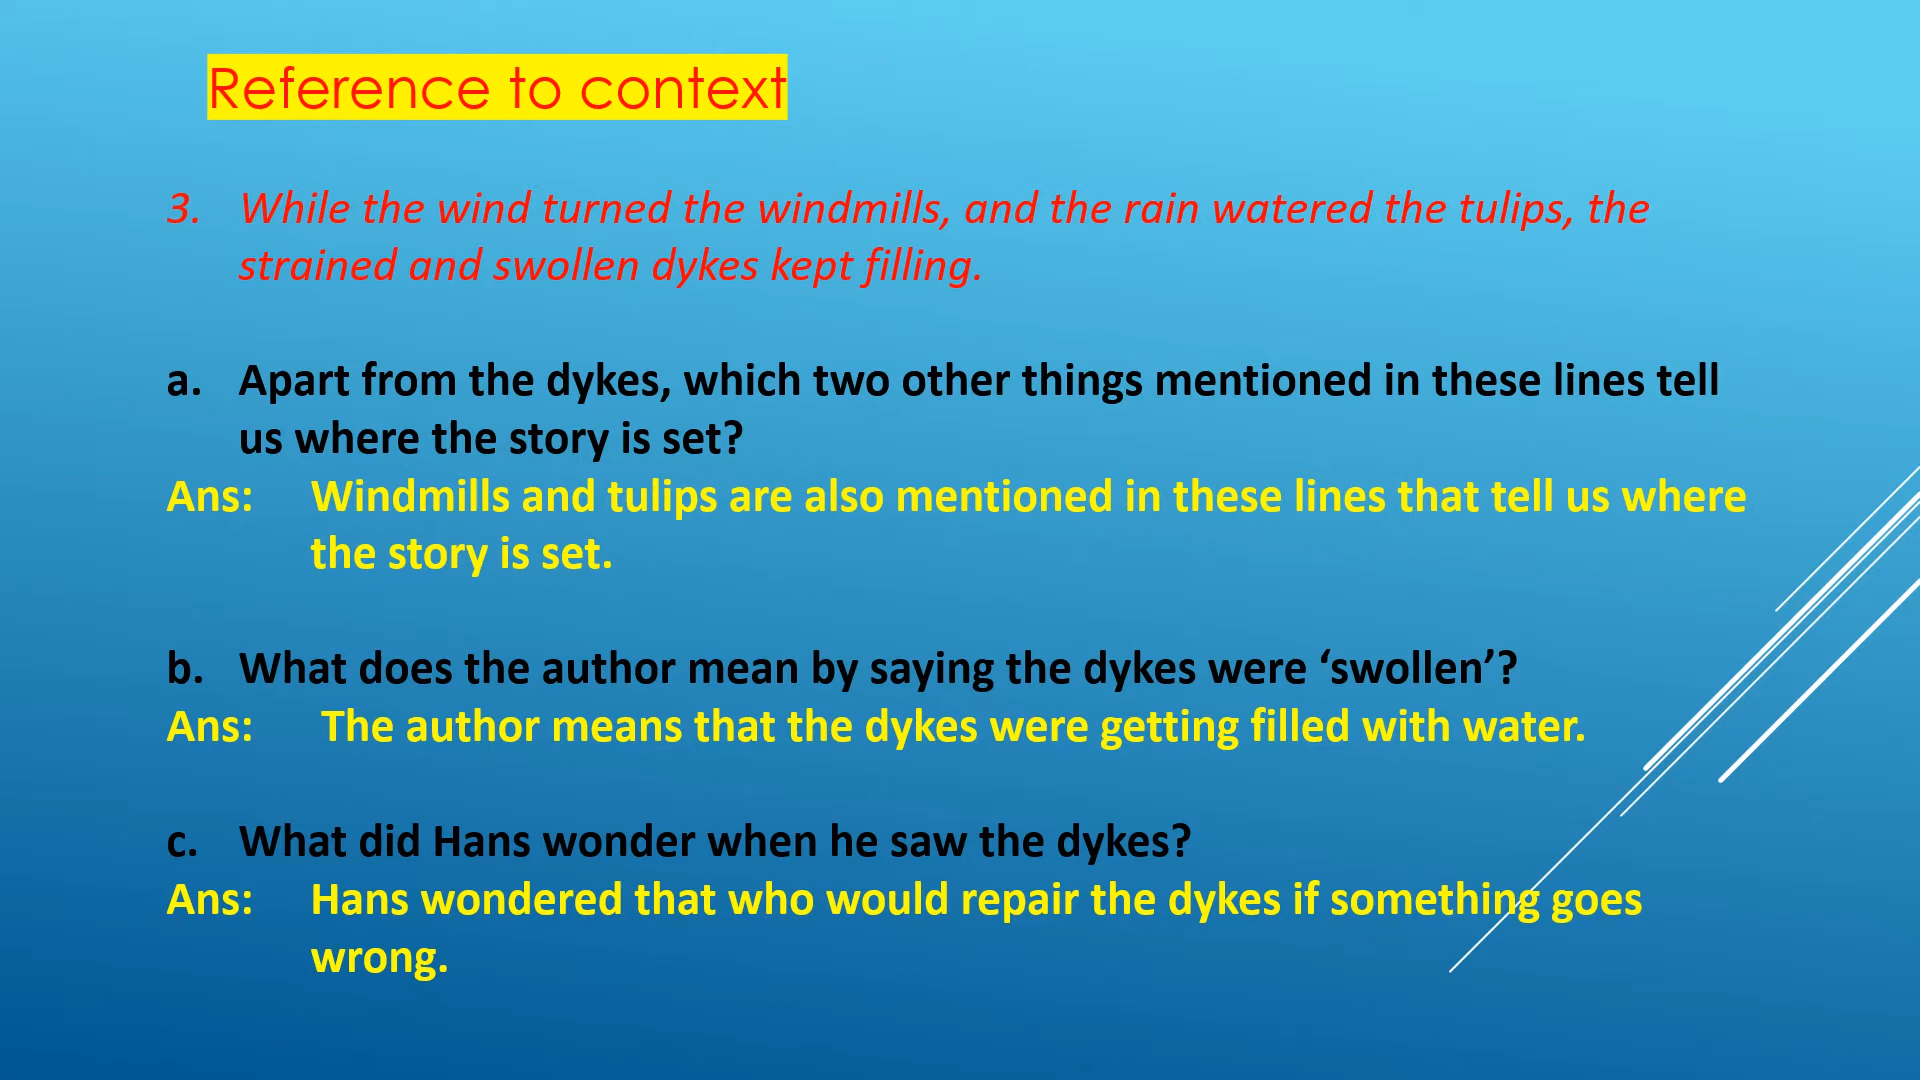 Reference to context
3. While the wind turned the windmills, and the rain watered the tulips, the
strained and swollen dykes kept filling.
a. Apart from the dykes, which two other things mentioned in these lines tell
us where the story is set?
Ans: Windmills and tulips are also mentioned in these lines that tell us where
the story is set.
b. What does the author mean by saying the dykes were ‘swollen’?
Ans: The author means that the dykes were getting filled with water.
c. What did Hans wonder when he saw the dykes?
Ans: Hans wondered that who would repair the dykes if something goes
wrong.